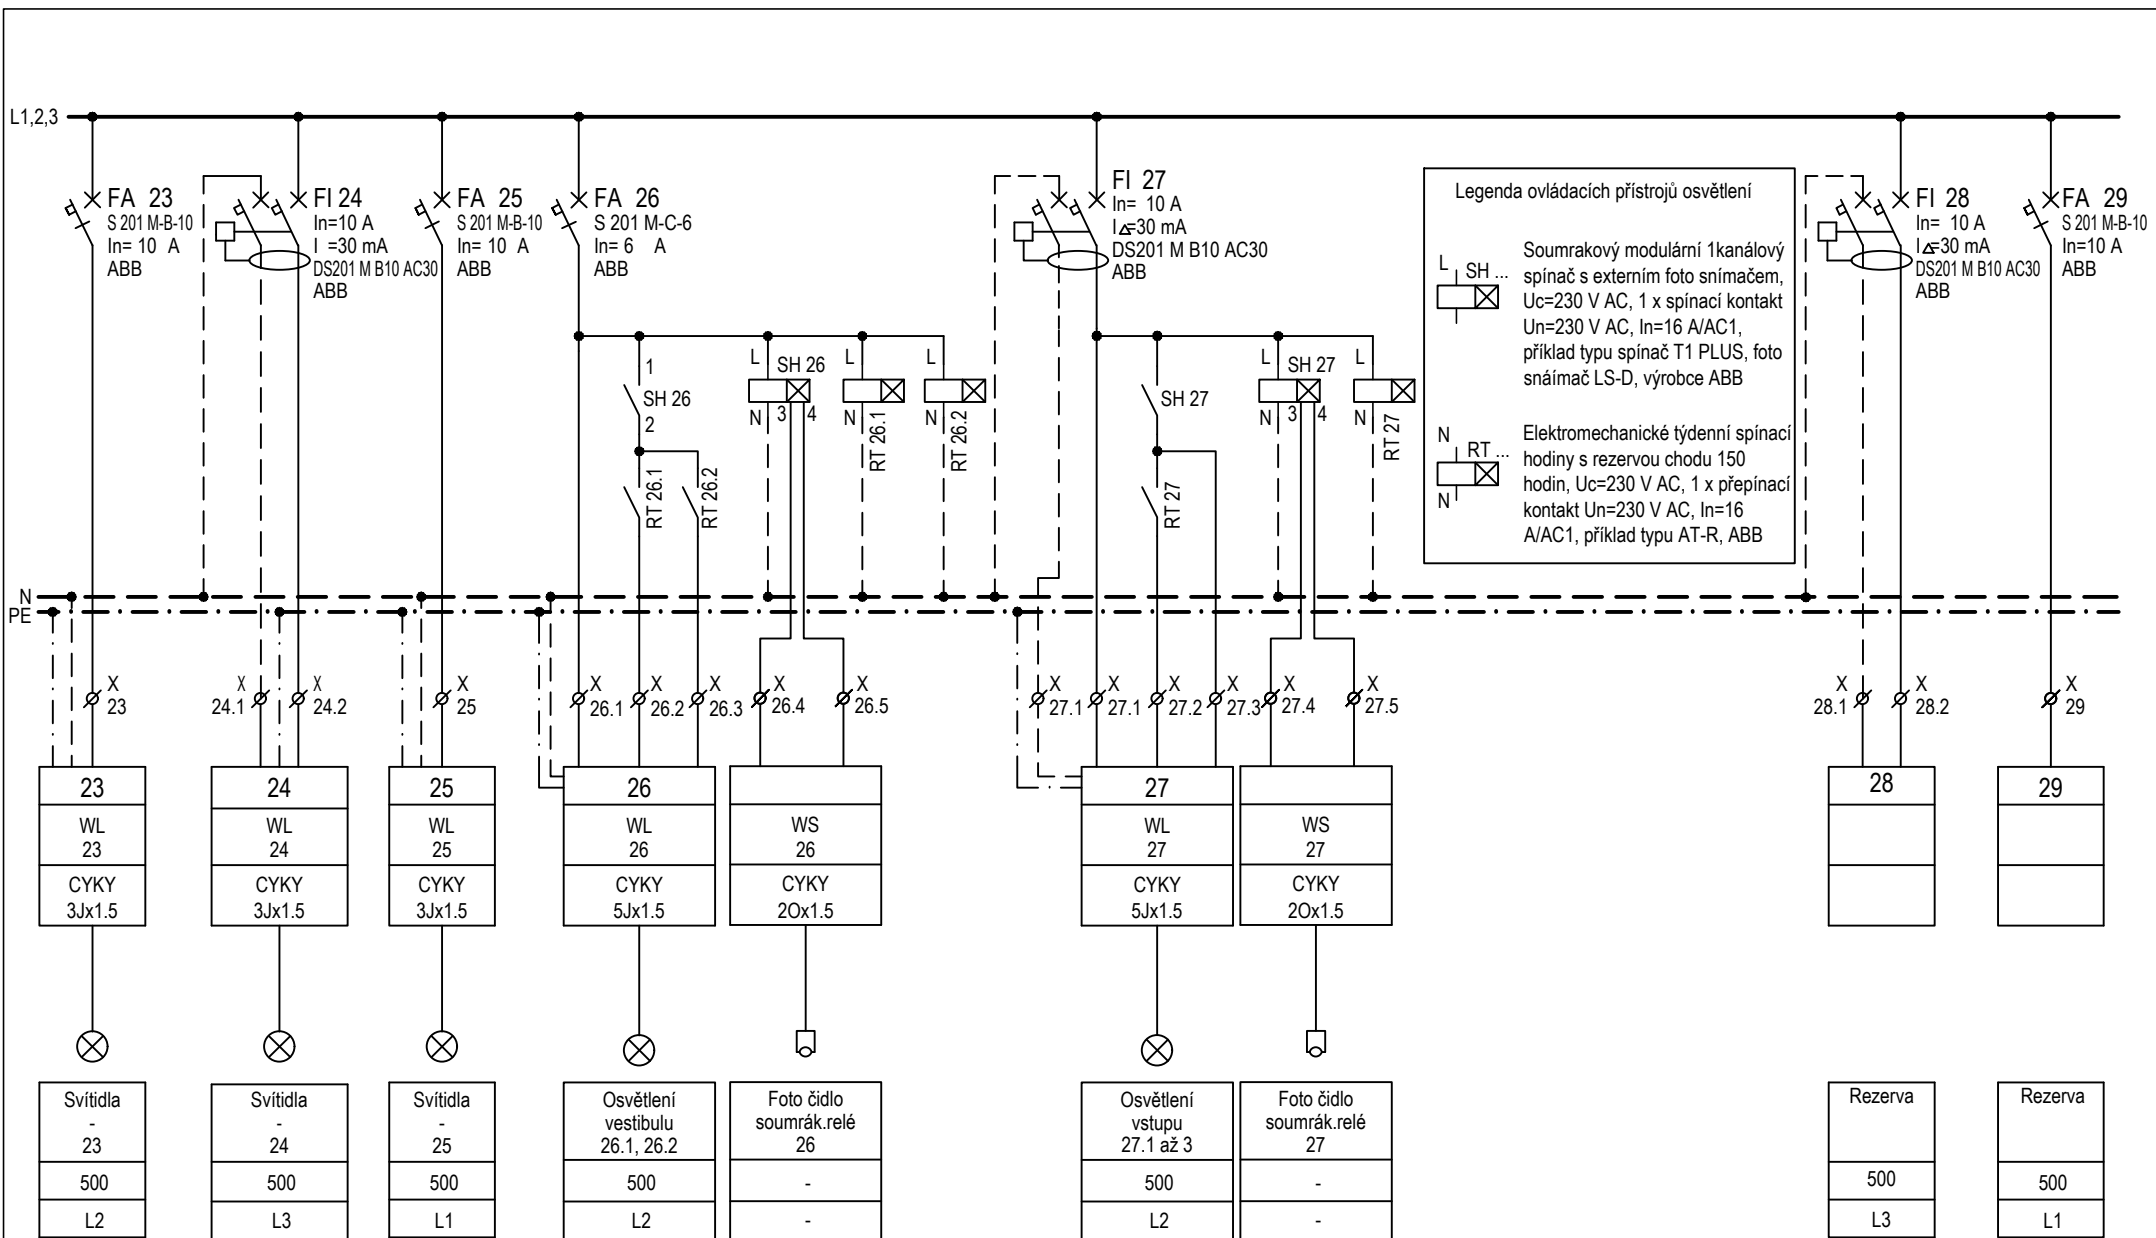 L1,2,3
FA 23
S 201 M-B-10
In= 10 A
ABB
FI 24
In=10 A
I =30 mA
DS201 M B10 AC30
ABB
FA 25
S 201 M-B-10
In= 10 A
ABB
FA 26
S 201 M-C-6
In= 6 A
ABB
FI 27
In= 10 A
I∆=30 mA
DS201 M B10 AC30
ABB
Legenda ovládacích přístrojů osvětlení
L
SH ...
Soumrakový modulární 1kanálový
spínač s externím foto snímačem,
Uc=230 V AC, 1 x spínací kontakt
Un=230 V AC, In=16 A/AC1,
příklad typu spínač T1 PLUS, foto
snáímač LS-D, výrobce ABB
N
RT ...
N
Elektromechanické týdenní spínací
hodiny s rezervou chodu 150
hodin, Uc=230 V AC, 1 x přepínací
kontakt Un=230 V AC, In=16
A/AC1, příklad typu AT-R, ABB
FI 28
In= 10 A
I∆=30 mA
DS201 M B10 AC30
ABB
FA 29
S 201 M-B-10
In=10 A
ABB
1
SH 26
2
RT 26.1
RT 26.2
L
SH 26
N 3 4
L
N
RT 26.1
L
N
RT 26.2
SH 27
RT 27
L
SH 27
N 3 4
L
N
RT 27
N
PE
X
23
X
24.1
X
24.2
X
25
X
26.1
X
26.2
X
26.3
X
26.4
X
26.5
X
27.1
X
27.1
X
27.2
X
27.3
X
27.4
X
27.5
X
28.1
X
28.2
X
29
23
WL
23
CYKY
3Jx1.5
24
WL
24
CYKY
3Jx1.5
25
WL
25
CYKY
3Jx1.5
26
WL
26
CYKY
5Jx1.5
WS
26
CYKY
2Ox1.5
27
WL
27
CYKY
5Jx1.5
WS
27
CYKY
2Ox1.5
28
29
Svítidla
-
23
500
L2
Svítidla
-
24
500
L3
Svítidla
-
25
500
L1
Osvětlení
vestibulu
26.1, 26.2
500
L2
Foto čidlo
soumrák.relé
26
-
-
Osvětlení
vstupu
27.1 až 3
500
L2
Foto čidlo
soumrák.relé
27
-
-
Rezerva
500
L3
Rezerva
500
L1